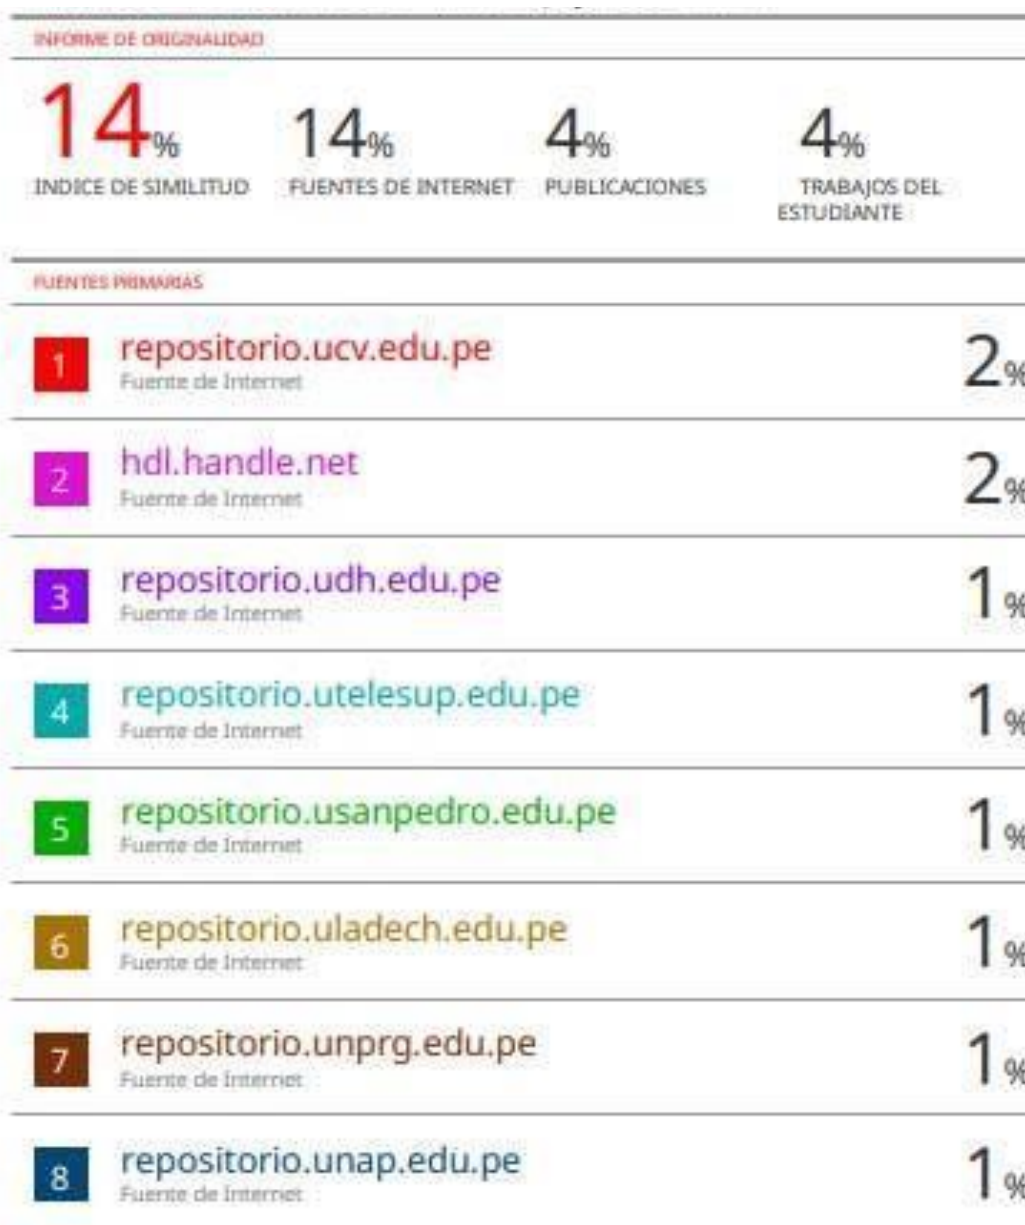 INFORME DE ORIGINALIDAD
14% 14% 4% 4%
INDICE DE SIMILITUD FUENTES DE INTERNET PUBLICACIONES TRABAJOS DEL
ESTUDIANTE
FUENTES PRIMARIAS
1 repositorio.ucv.edu.pe 2%
Fuente de Internet
2 hdl.handle.net 2%
Fuente de Internet
3 repositorio.udh.edu.pe 1%
Fuente de Internet
4 repositorio.utelesup.edu.pe 1%
Fuente de Internet
5 repositorio.usanpedro.edu.pe 1%
Fuente de Internet
6 repositorio.uladech.edu.pe 1%
Fuente de Internet
7 repositorio.unprg.edu.pe 1%
Fuente de Internet
8 repositorio.unap.edu.pe 1%
Fuente de Internet